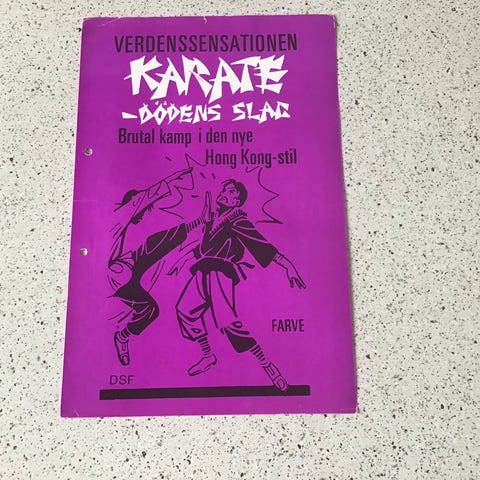 VERDENSSENSATIONEN
KARATE
-DÖDENS SLAG
Brutal kamp i den nye
Hong Kong-stil
FARVE
DSF